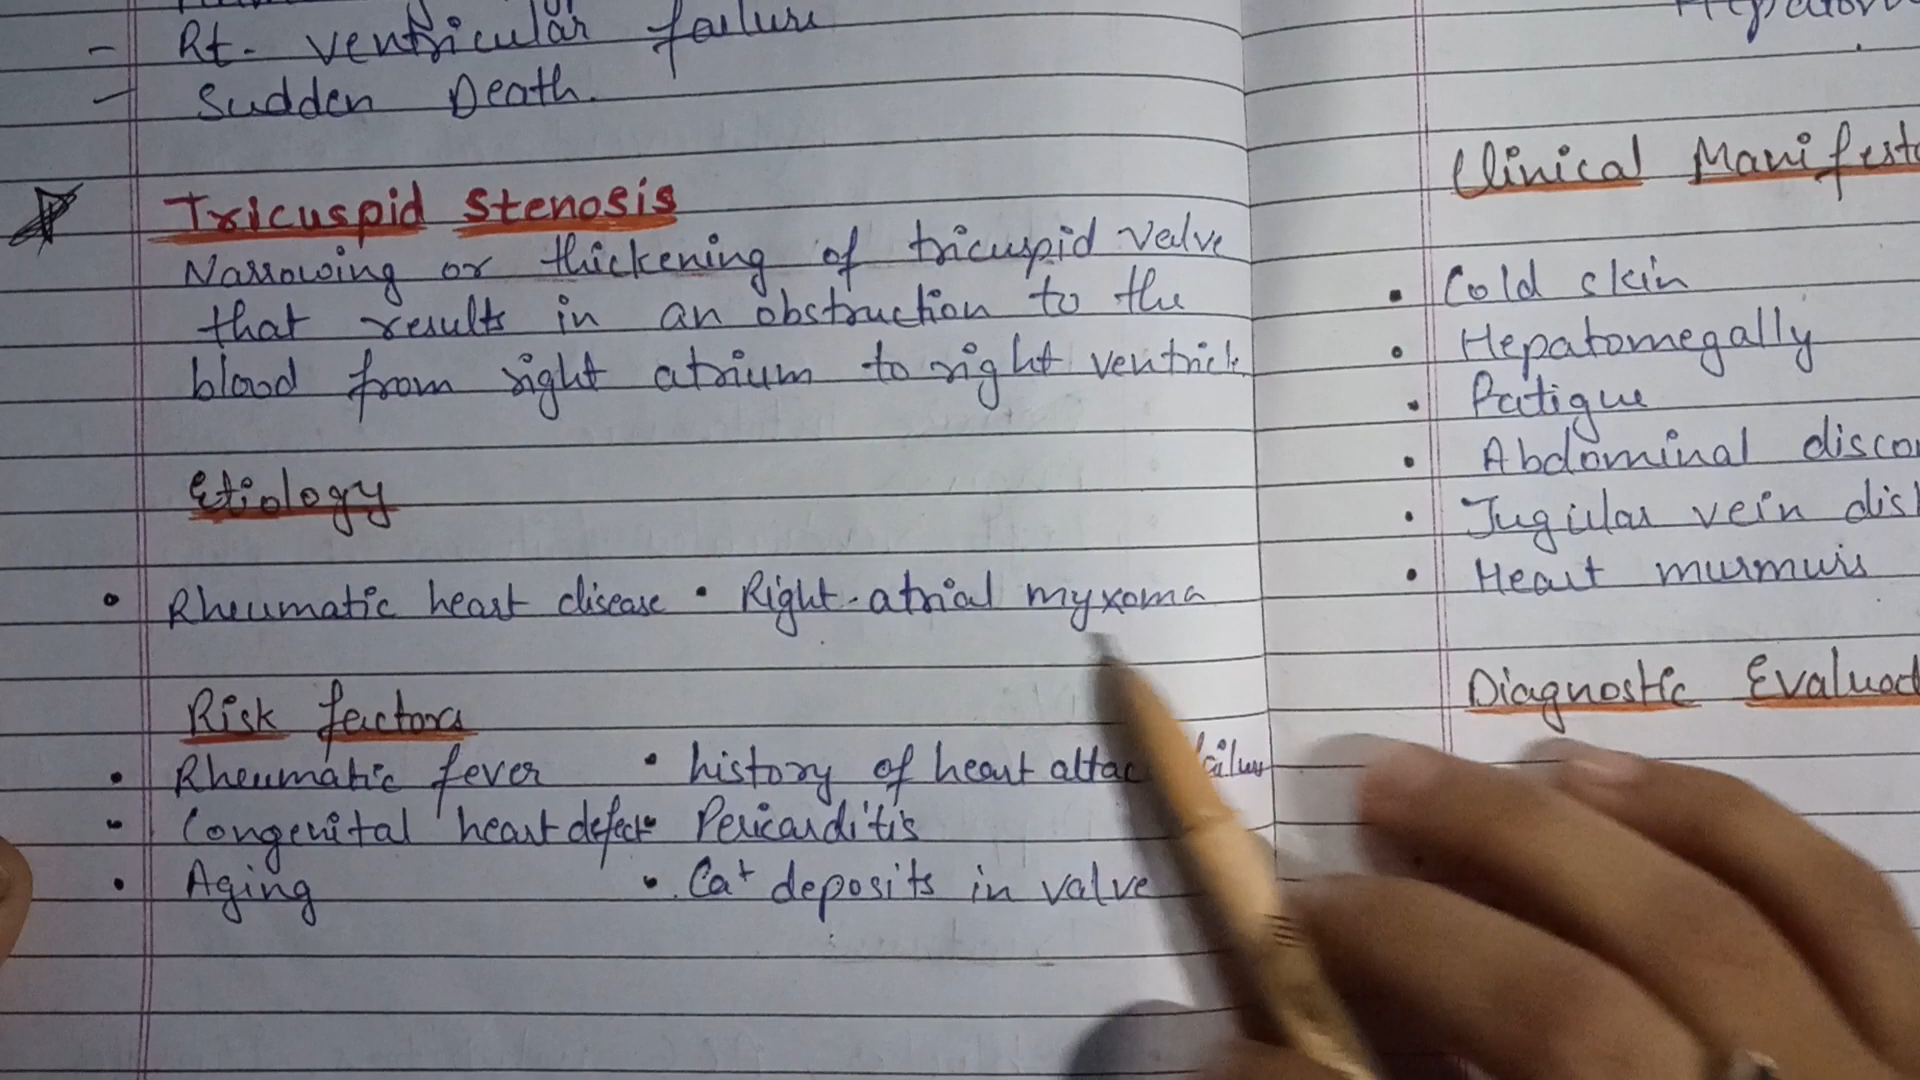 - Rt. ventricular failure
- Sudden Death.
Tricuspid Stenosis
Narrowing or thickening of tricuspid valve
that results in an obstruction to the
blood from right atrium to right ventricle
Etiology
• Rheumatic heart disease • Right-atrial myxoma
Risk factors
• Rheumatic fever • history of heart attac
- Congenital heart defect • Pericarditis
• Aging • Ca+ deposits in valve
Clinical Manifest
• Cold skin
• Hepatomegally
• Fatigue
• Abdominal disco
• Jugular vein dis
• Heart murmurs
Diagnostic Evaluat